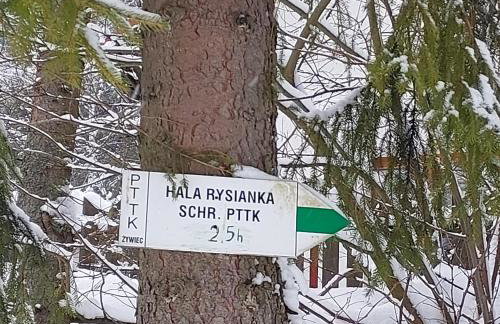 PTTK
ŻYWIEC
HALA RYSIANKA
SCHR. PTTK
2,5h